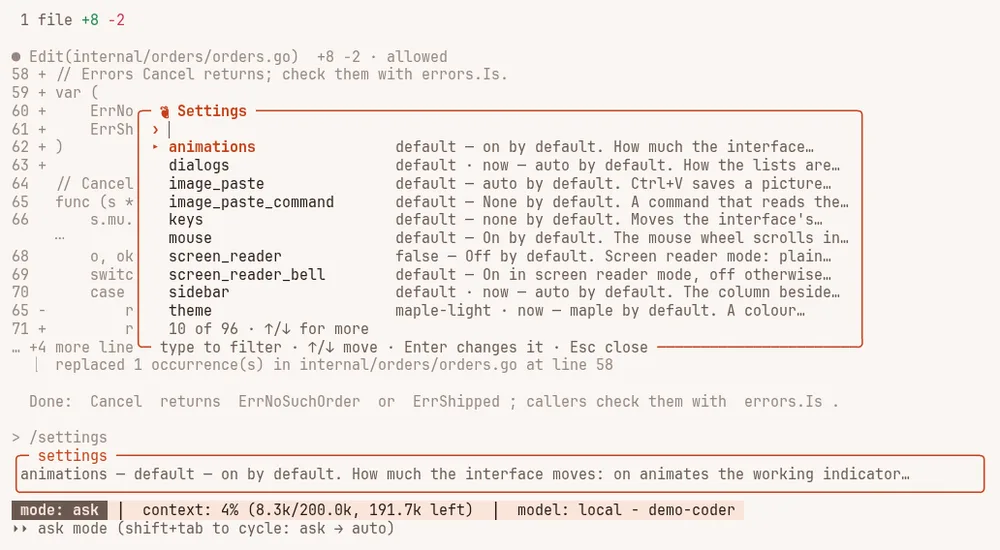 1 file +8 -2
● Edit(internal/orders/orders.go)  +8 -2 · allowed
58 + // Errors Cancel returns; check them with errors.Is.
59 + var (
60 +     ErrNo
61 +     ErrSh
62 + )
63 +
64   // Cancel
65   func (s *
66       s.mu.
…
68       o, ok
69       switc
70       case
65 -         r
71 +         r
… +4 more line
Settings
›
▸ animations default — on by default. How much the interface…
dialogs default · now — auto by default. How the lists are…
image_paste default — auto by default. Ctrl+V saves a picture…
image_paste_command default — None by default. A command that reads the…
keys default — none by default. Moves the interface's…
mouse default — On by default. The mouse wheel scrolls in…
screen_reader false — Off by default. Screen reader mode: plain…
screen_reader_bell default — On in screen reader mode, off otherwise…
sidebar default · now — auto by default. The column beside…
theme maple-light · now — maple by default. A colour…
10 of 96 · ↑/↓ for more
type to filter · ↑/↓ move · Enter changes it · Esc close
replaced 1 occurrence(s) in internal/orders/orders.go at line 58
Done:  Cancel  returns  ErrNoSuchOrder  or  ErrShipped ; callers check them with  errors.Is .
> /settings
settings
animations — default — on by default. How much the interface moves: on animates the working indicator…
mode: ask │ context: 4% (8.3k/200.0k, 191.7k left) │ model: local - demo-coder
▸▸ ask mode (shift+tab to cycle: ask → auto)